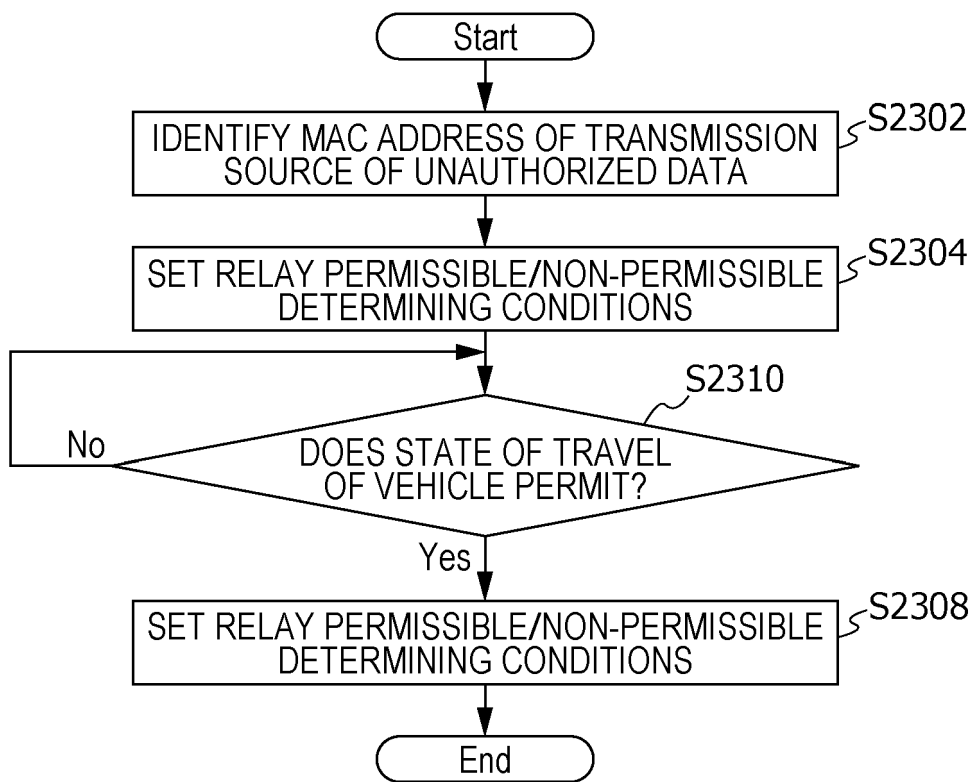 Start
S2302
IDENTIFY MAC ADDRESS OF TRANSMISSION
SOURCE OF UNAUTHORIZED DATA
S2304
SET RELAY PERMISSIBLE/NON-PERMISSIBLE
DETERMINING CONDITIONS
S2310
No
DOES STATE OF TRAVEL
OF VEHICLE PERMIT?
Yes
S2308
SET RELAY PERMISSIBLE/NON-PERMISSIBLE
DETERMINING CONDITIONS
End